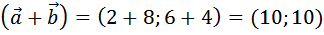 (a⃗ + b⃗) = (2 + 8; 6 + 4) = (10; 10)